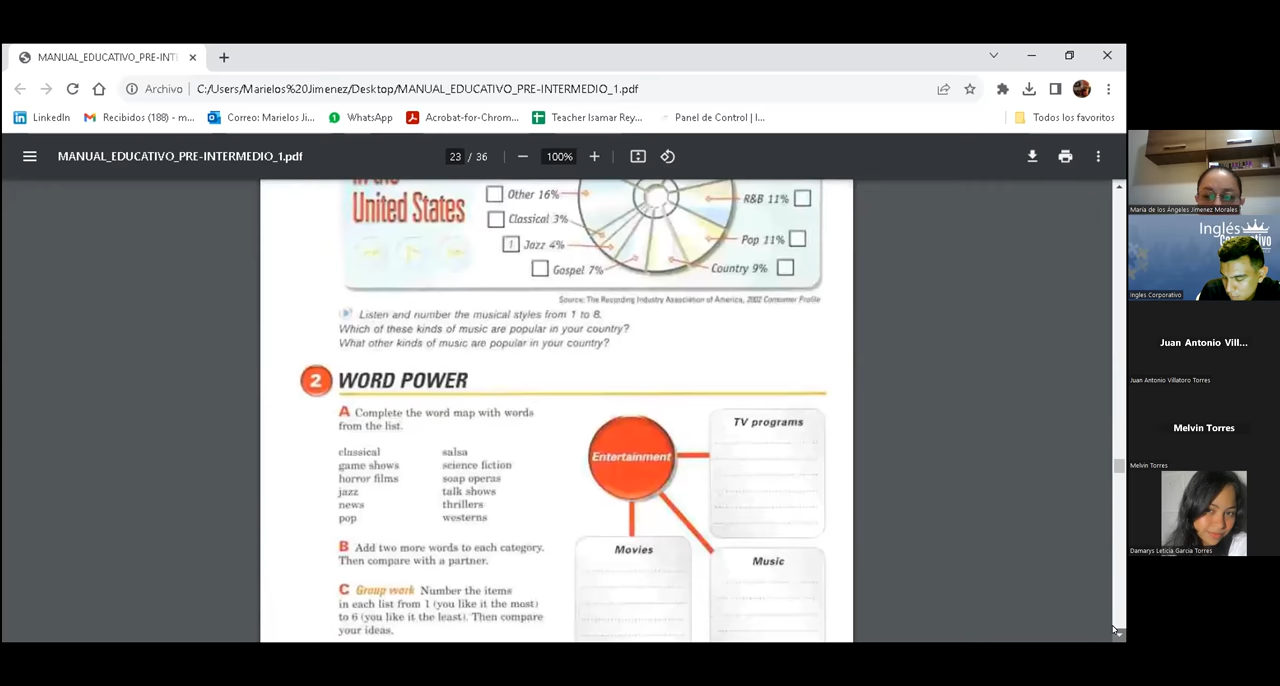 MANUAL_EDUCATIVO_PRE-INT
Archivo
C:/Users/Marielos%20Jimenez/Desktop/MANUAL_EDUCATIVO_PRE-INTERMEDIO_1.pdf
LinkedIn
Recibidos (188) - m...
Correo: Marielos Ji...
WhatsApp
Acrobat-for-Chrom...
Teacher Isamar Rey...
Panel de Control | I...
Todos los favoritos
MANUAL_EDUCATIVO_PRE-INTERMEDIO_1.pdf
23 / 36
100%
in the
United States
Other 16%
Classical 3%
1 Jazz 4%
Gospel 7%
R&B 11%
Pop 11%
Country 9%
Source: The Recording Industry Association of America, 2002 Consumer Profile
Listen and number the musical styles from 1 to 8.
Which of these kinds of music are popular in your country?
What other kinds of music are popular in your country?
2 WORD POWER
A Complete the word map with words
from the list.
classical
game shows
horror films
jazz
news
pop
salsa
science fiction
soap operas
talk shows
thrillers
westerns
B Add two more words to each category.
Then compare with a partner.
C Group work Number the items
in each list from 1 (you like it the most)
to 6 (you like it the least). Then compare
your ideas.
Entertainment
TV programs
Movies
Music
María de los Ángeles Jimenez Morales
Inglés
Ingles Corporativo
Juan Antonio Vill...
Juan Antonio Villatoro Torres
Melvin Torres
Melvin Torres
Damarys Leticia Garcia Torres